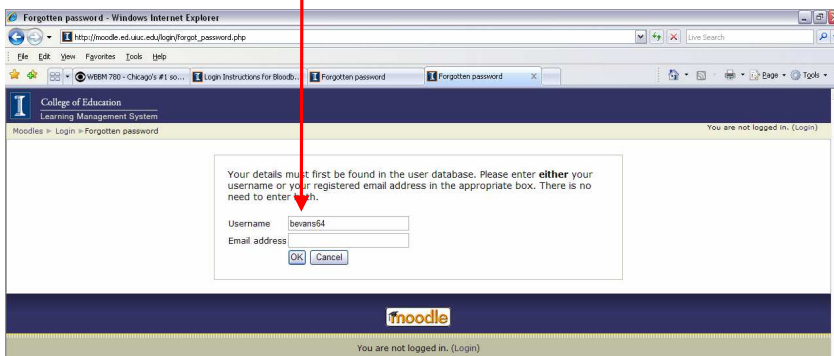 Forgotten password - Windows Internet Explorer
http://moodle.ed.uiuc.edu/login/forgot_password.php
Live Search
File Edit View Favorites Tools Help
WBBM 780 - Chicago's #1 so... Login Instructions for Bloodb... Forgotten password Forgotten password X Page Tools
College of Education
Learning Management System
Moodles ► Login ► Forgotten password
You are not logged in. (Login)
Your details must first be found in the user database. Please enter either your
username or your registered email address in the appropriate box. There is no
need to enter both.
Username bevans64
Email address
OK Cancel
moodle
You are not logged in. (Login)